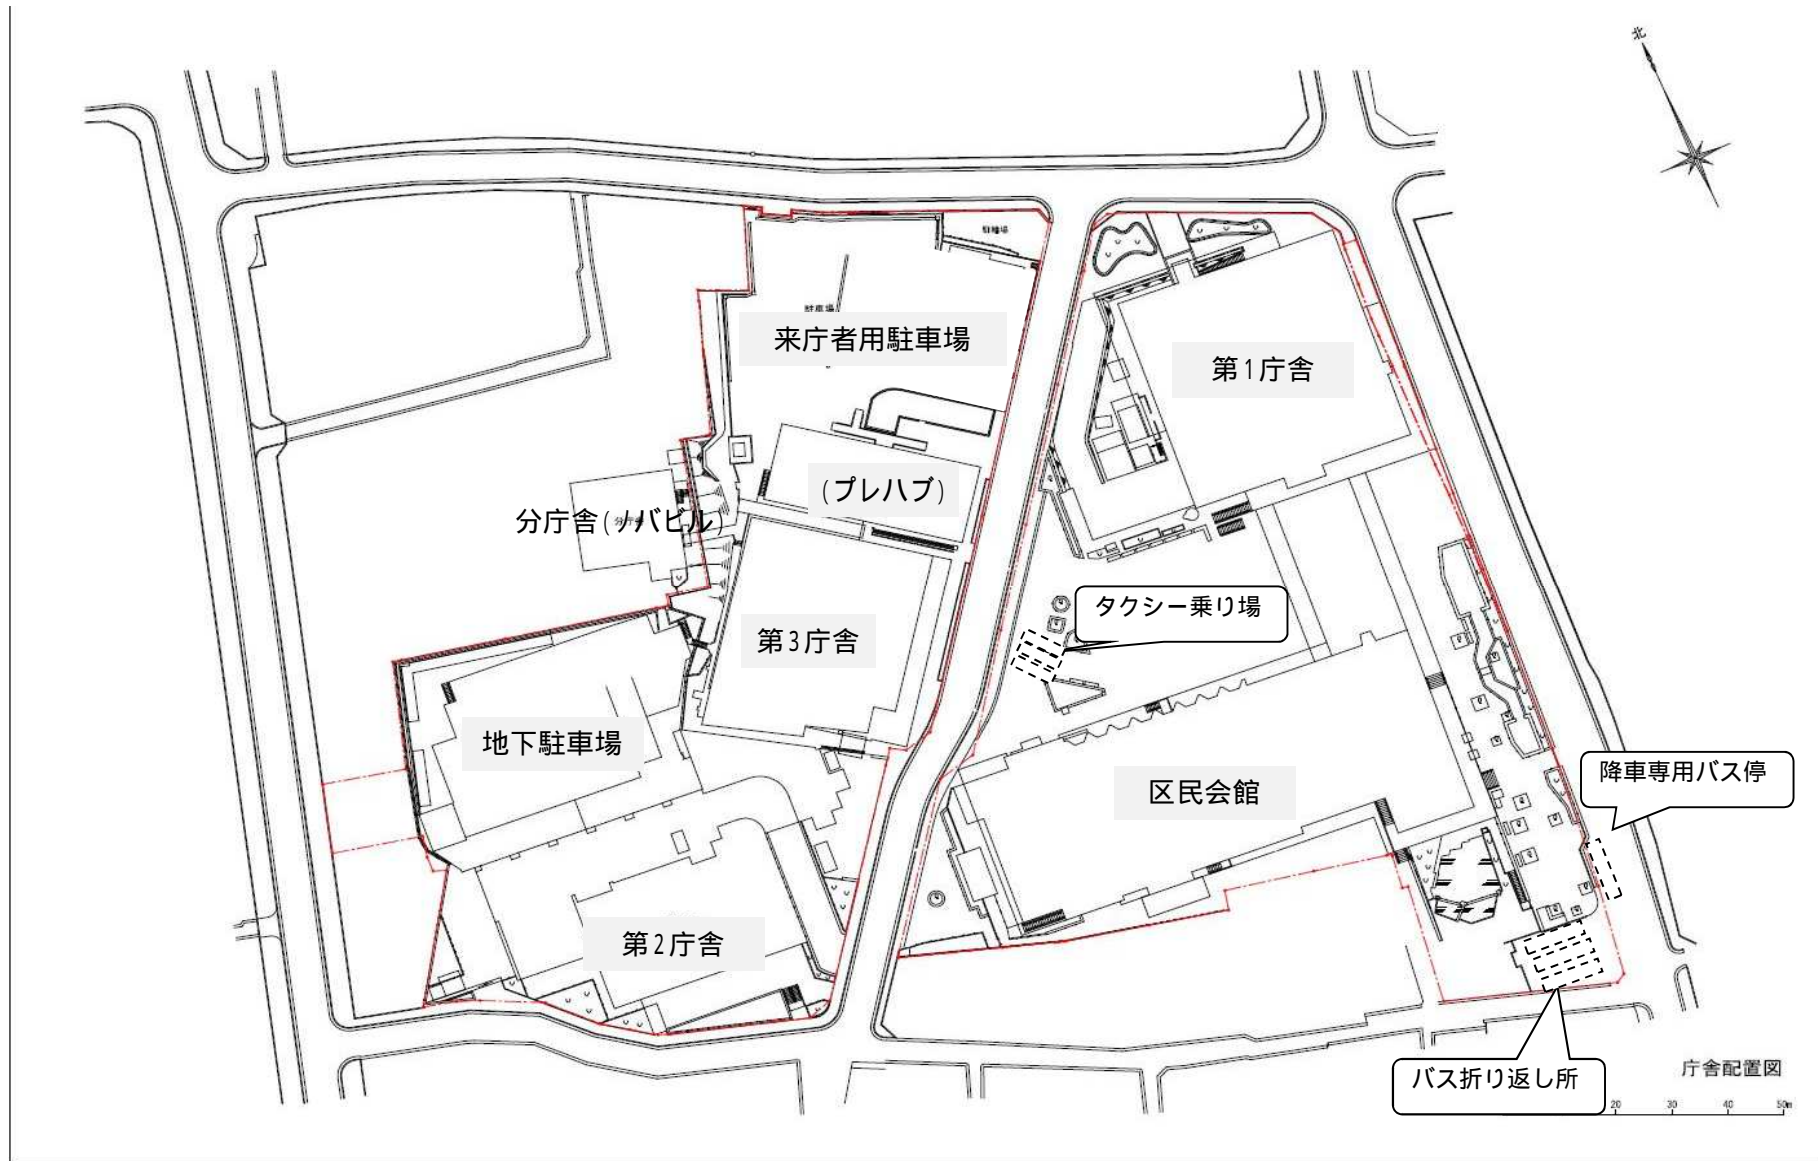 北
駐輪場
駐車場
来庁者用駐車場
第1庁舎
(プレハブ)
分庁舎(ノバビル)
タクシー乗り場
第3庁舎
地下駐車場
降車専用バス停
区民会館
第2庁舎
バス折り返し所
庁舎配置図
20 30 40 50m